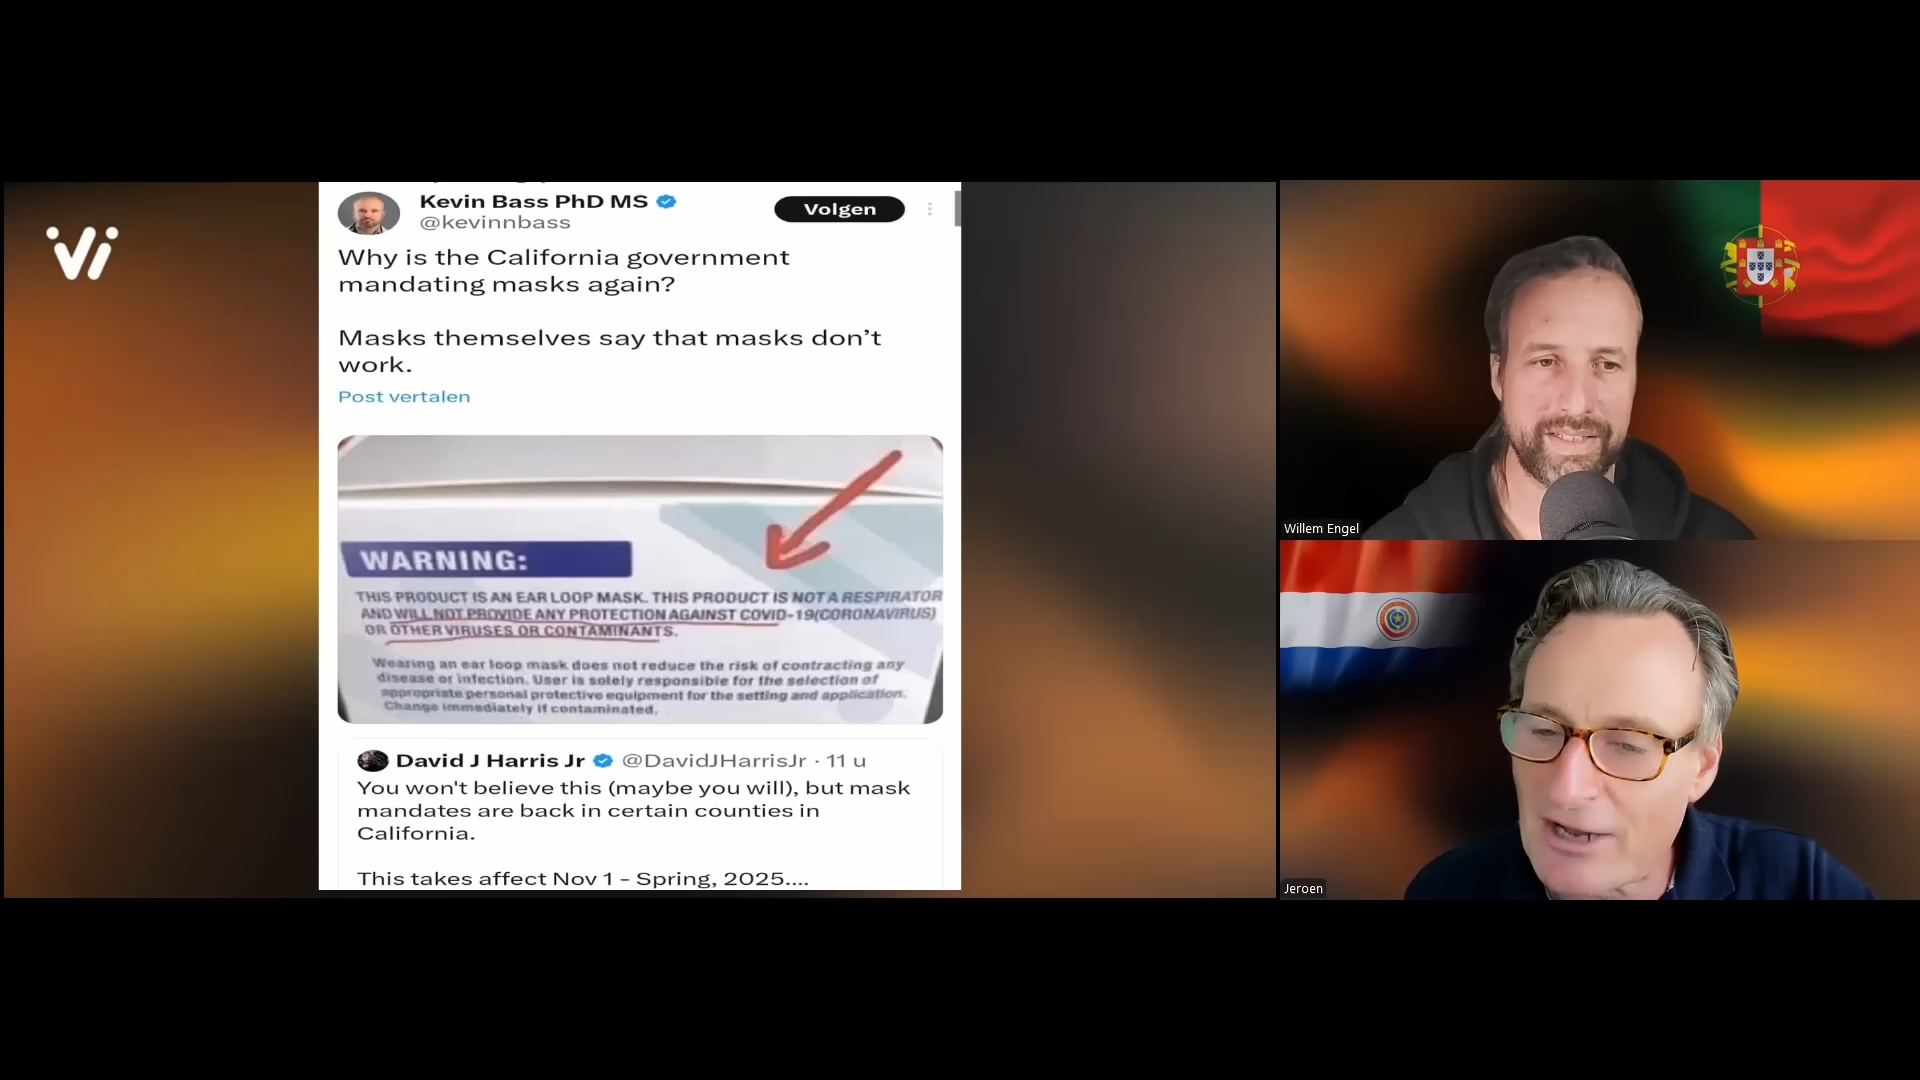 Kevin Bass PhD MS
@kevinnbass
Volgen
Why is the California government
mandating masks again?
Masks themselves say that masks don't
work.
Post vertalen
WARNING:
THIS PRODUCT IS AN EAR LOOP MASK. THIS PRODUCT IS NOT A RESPIRATOR
AND WILL NOT PROVIDE ANY PROTECTION AGAINST COVID-19(CORONAVIRUS)
OR OTHER VIRUSES OR CONTAMINANTS.
Wearing an ear loop mask does not reduce the risk of contracting any
disease or infection. User is solely responsible for the selection of
appropriate personal protective equipment for the setting and application.
Change immediately if contaminated.
David J Harris Jr @DavidJHarrisJr · 11 u
You won't believe this (maybe you will), but mask
mandates are back in certain counties in
California.
This takes affect Nov 1 - Spring, 2025....
Willem Engel
Jeroen